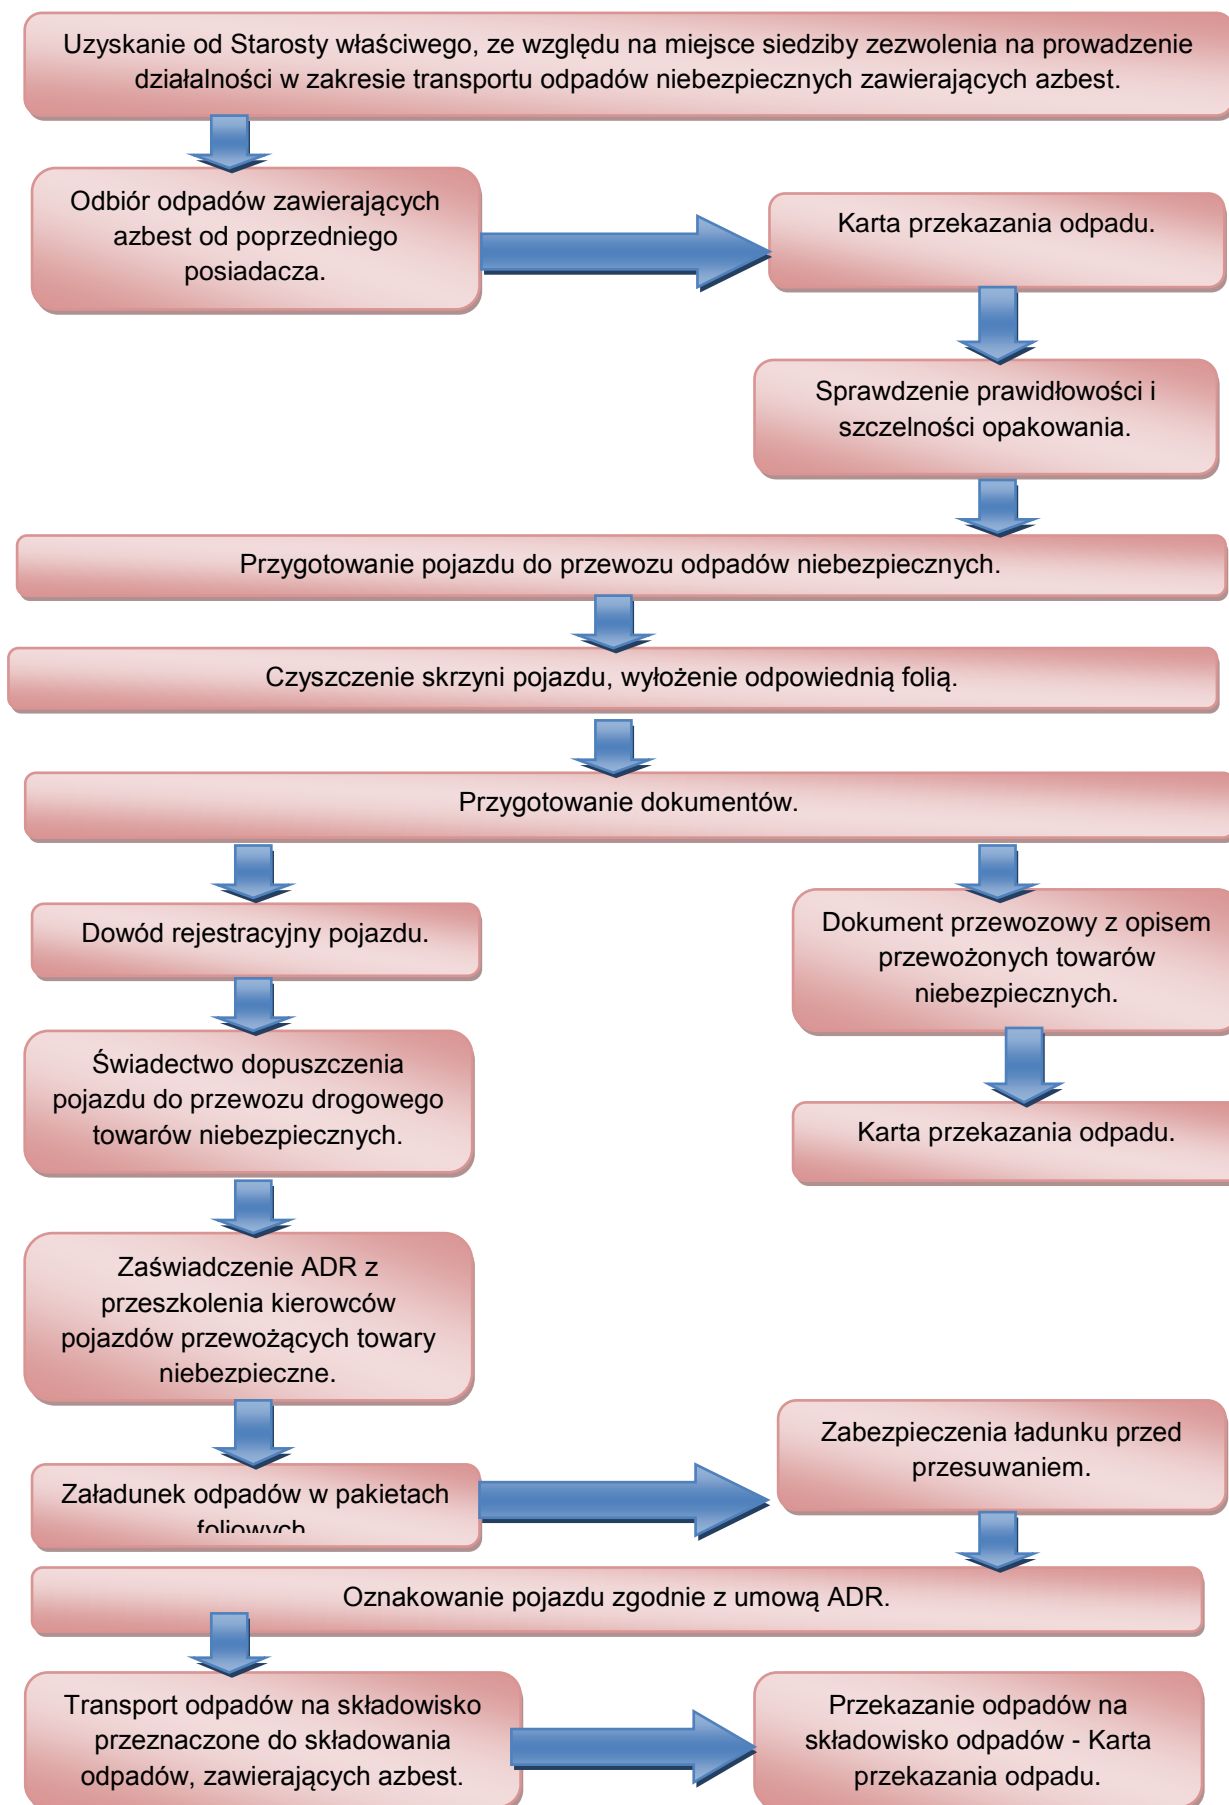 Uzyskanie od Starosty właściwego, ze względu na miejsce siedziby zezwolenia na prowadzenie
działalności w zakresie transportu odpadów niebezpiecznych zawierających azbest.
Odbiór odpadów zawierających
azbest od poprzedniego
posiadacza.
Karta przekazania odpadu.
Sprawdzenie prawidłowości i
szczelności opakowania.
Przygotowanie pojazdu do przewozu odpadów niebezpiecznych.
Czyszczenie skrzyni pojazdu, wyłożenie odpowiednią folią.
Przygotowanie dokumentów.
Dowód rejestracyjny pojazdu.
Świadectwo dopuszczenia
pojazdu do przewozu drogowego
towarów niebezpiecznych.
Zaświadczenie ADR z
przeszkolenia kierowców
pojazdów przewożących towary
niebezpieczne.
Dokument przewozowy z opisem
przewożonych towarów
niebezpiecznych.
Karta przekazania odpadu.
Załadunek odpadów w pakietach
foliowych
Zabezpieczenia ładunku przed
przesuwaniem.
Oznakowanie pojazdu zgodnie z umową ADR.
Transport odpadów na składowisko
przeznaczone do składowania
odpadów, zawierających azbest.
Przekazanie odpadów na
składowisko odpadów - Karta
przekazania odpadu.